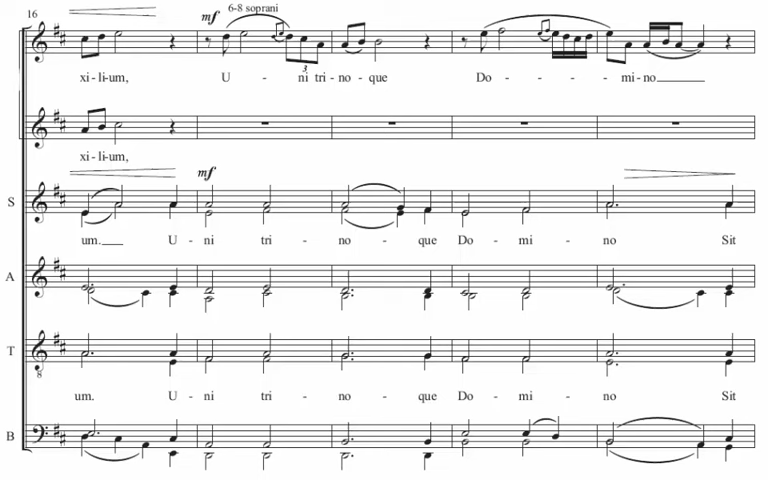 16
mf 6-8 soprani
3
xi - li-um, U - ni tri - no - que Do - - - - mi - no
xi - li-um,
mf
S
um. U - ni tri - no - que Do - mi - no Sit
A
T
8
um. U - ni tri - no - que Do - mi - no Sit
B